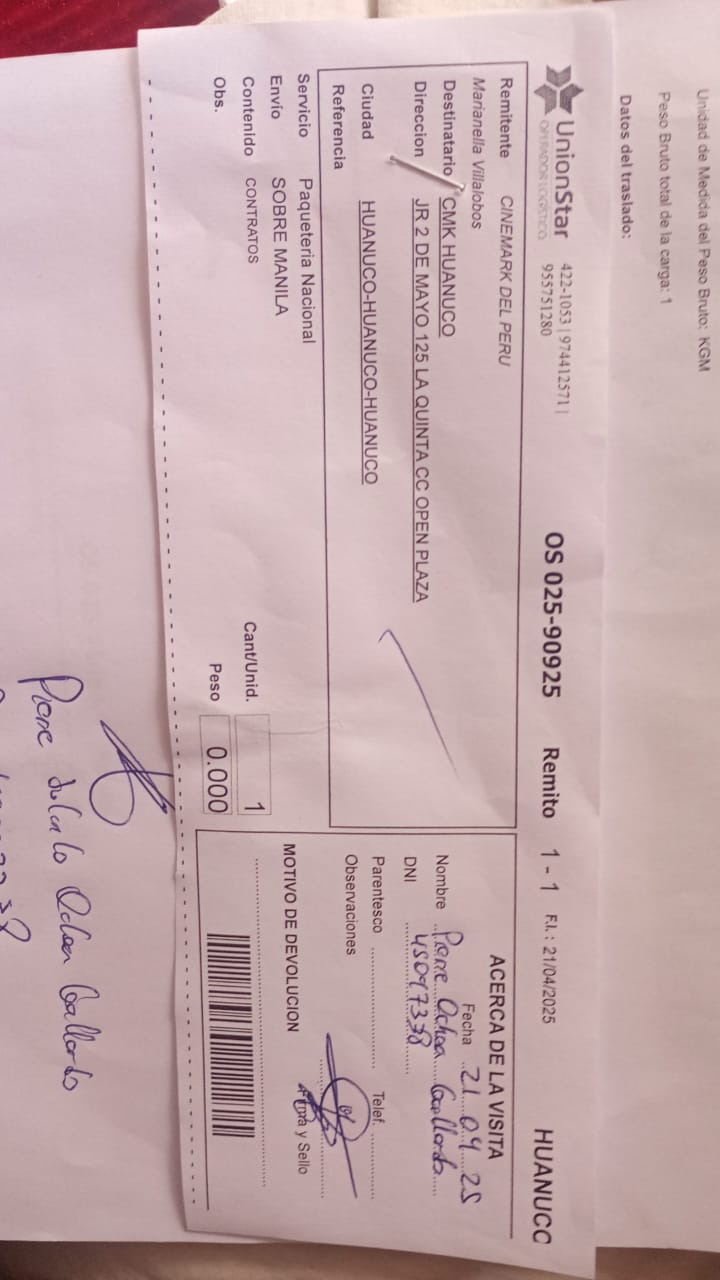 Unidad de Medida del Peso Bruto: KGM
Peso Bruto total de la carga: 1
Datos del traslado:
UnionStar
OPERADOR LOGISTICO
422-1053 | 974412571 |
955751280
OS 025-90925 Remito 1 - 1 F.I. : 21/04/2025 HUANUCO
Remitente CINEMARK DEL PERU
Marianella Villalobos
Destinatario CMK HUANUCO
Direccion JR 2 DE MAYO 125 LA QUINTA CC OPEN PLAZA
Ciudad HUANUCO-HUANUCO-HUANUCO
Referencia
Servicio Paqueteria Nacional
Envío SOBRE MANILA
Contenido CONTRATOS
Obs.
Cant/Unid. 1
Peso 0.000
ACERCA DE LA VISITA
Fecha 21 04 25
Nombre Pierre Ochoa Gallardo
DNI 45097338
Parentesco Telef.
Observaciones
Firma y Sello
MOTIVO DE DEVOLUCION
Pierre Ochoa Gallardo